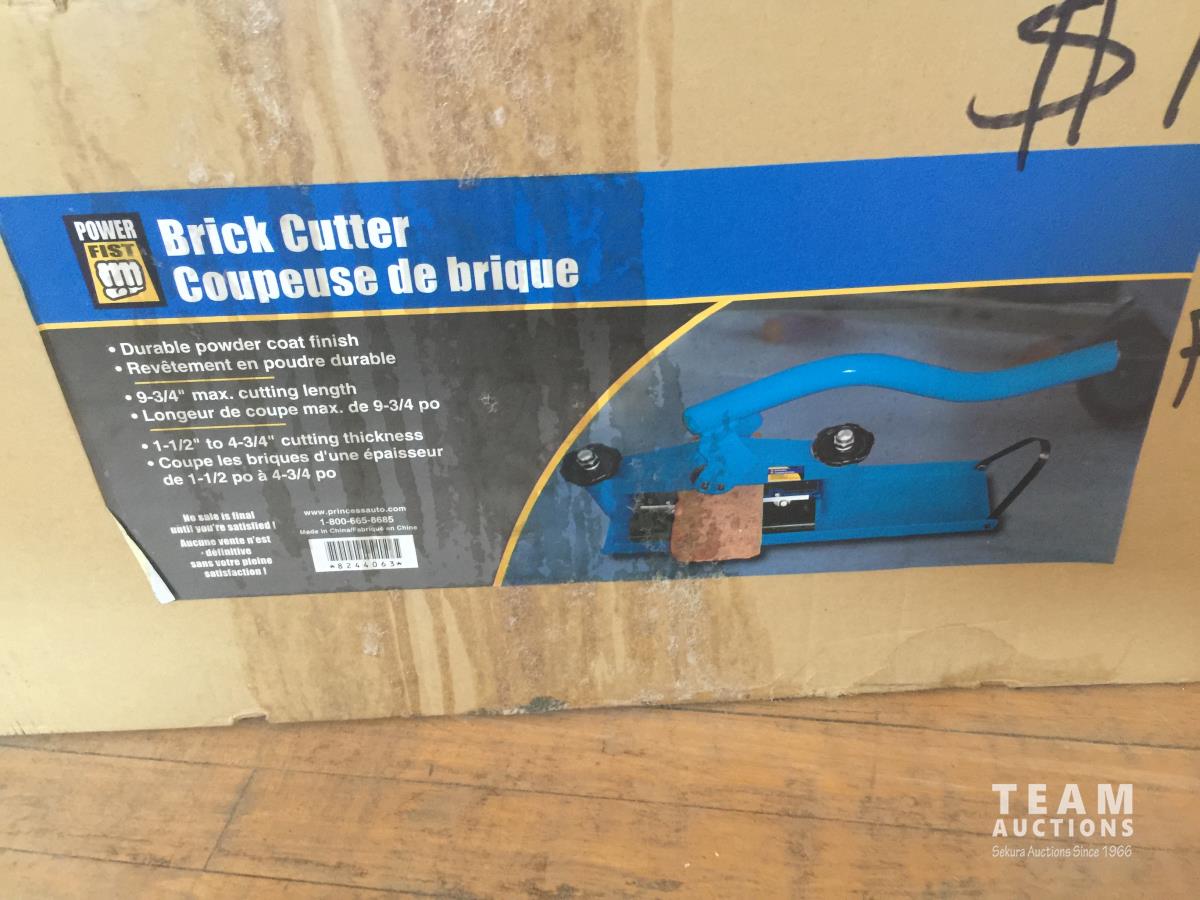 $1
POWER
FIST
Brick Cutter
Coupeuse de brique
• Durable powder coat finish
• Revêtement en poudre durable
• 9-3/4" max. cutting length
• Longeur de coupe max. de 9-3/4 po
• 1-1/2" to 4-3/4" cutting thickness
• Coupe les briques d'une épaisseur
de 1-1/2 po à 4-3/4 po
No sale is final
until you're satisfied !
Aucune vente n'est
définitive
sans votre pleine
satisfaction !
www.princessauto.com
1-800-665-8685
Made in China/Fabriqué en Chine
*8244063*
TEAM
AUCTIONS
Sekura Auctions Since 1966